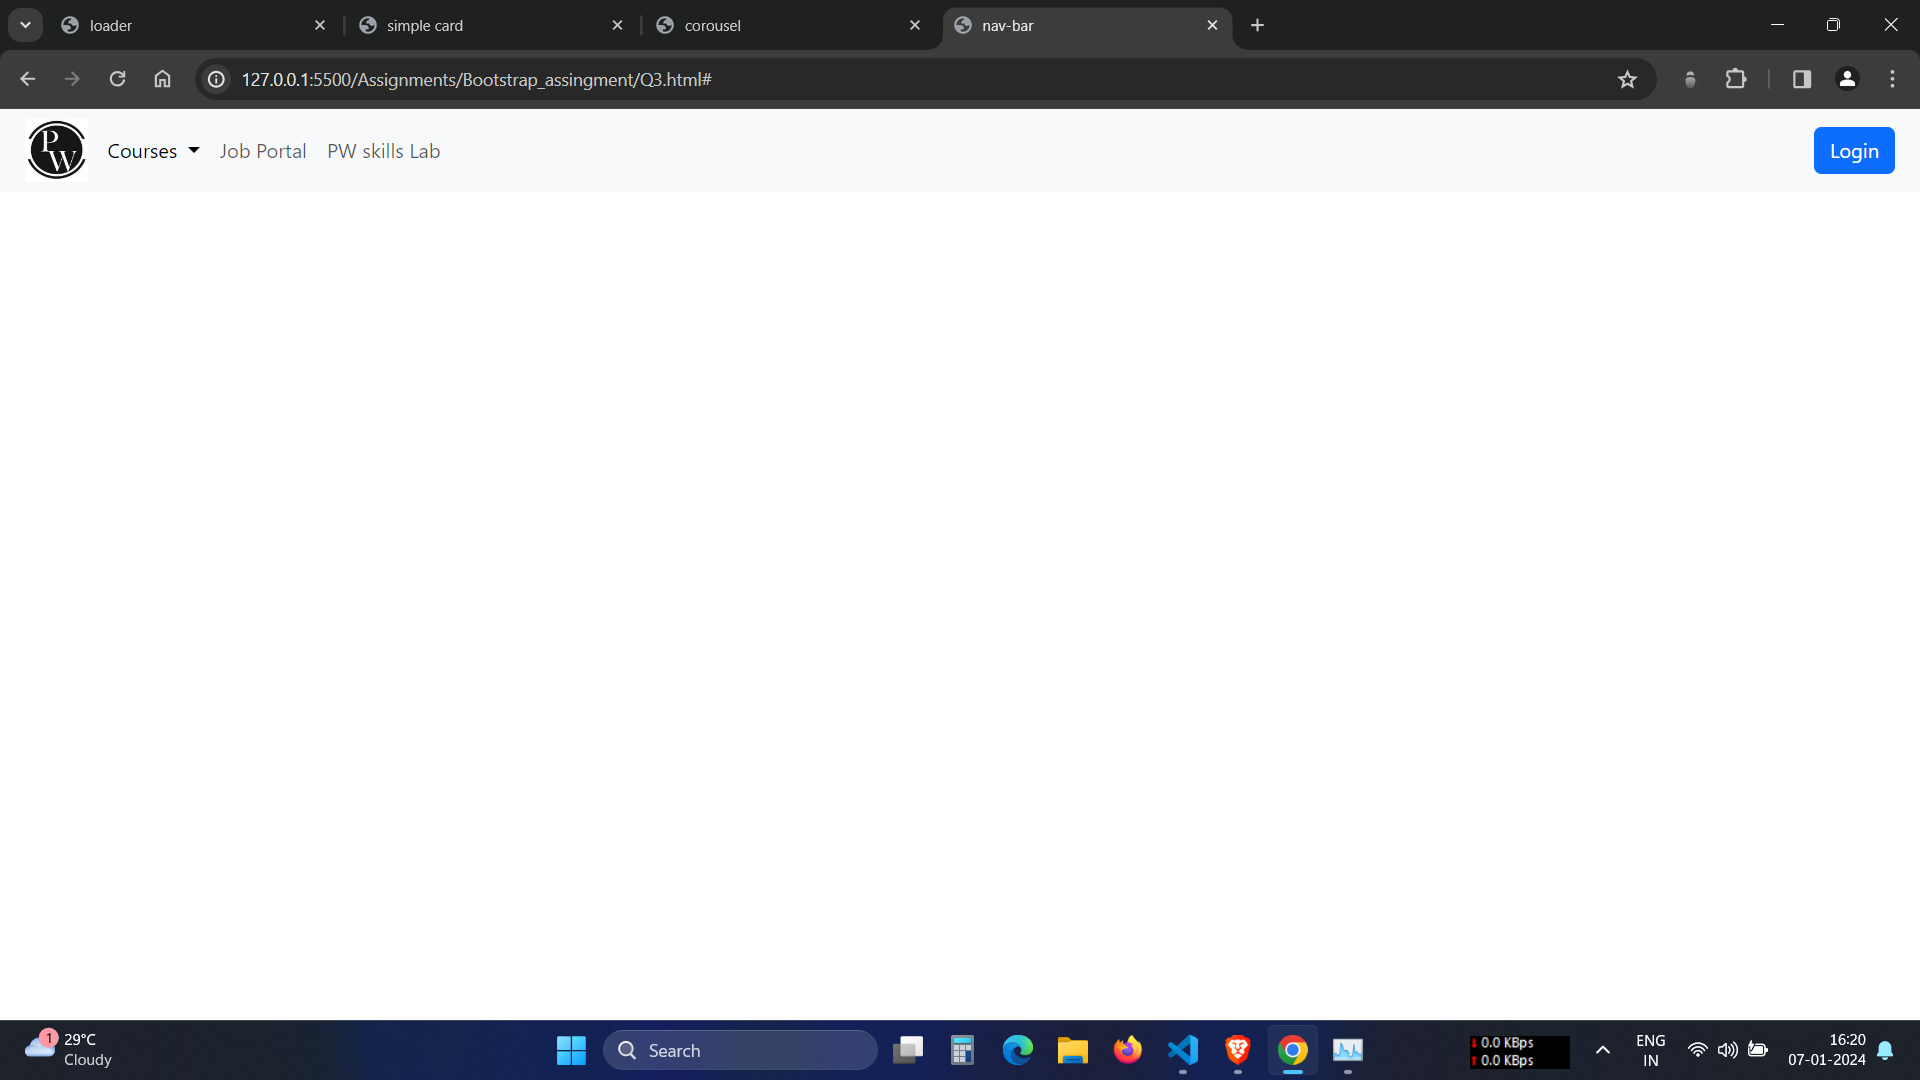 loader
simple card
corousel
nav-bar
127.0.0.1:5500/Assignments/Bootstrap_assingment/Q3.html#
PW
Courses
Job Portal
PW skills Lab
Login
1
29°C
Cloudy
Search
0.0 KBps
0.0 KBps
ENG
IN
16:20
07-01-2024